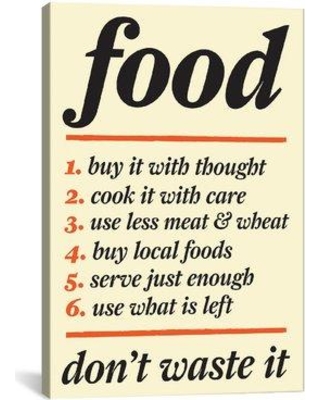 food
1. buy it with thought
2. cook it with care
3. use less meat & wheat
4. buy local foods
5. serve just enough
6. use what is left
don't waste it